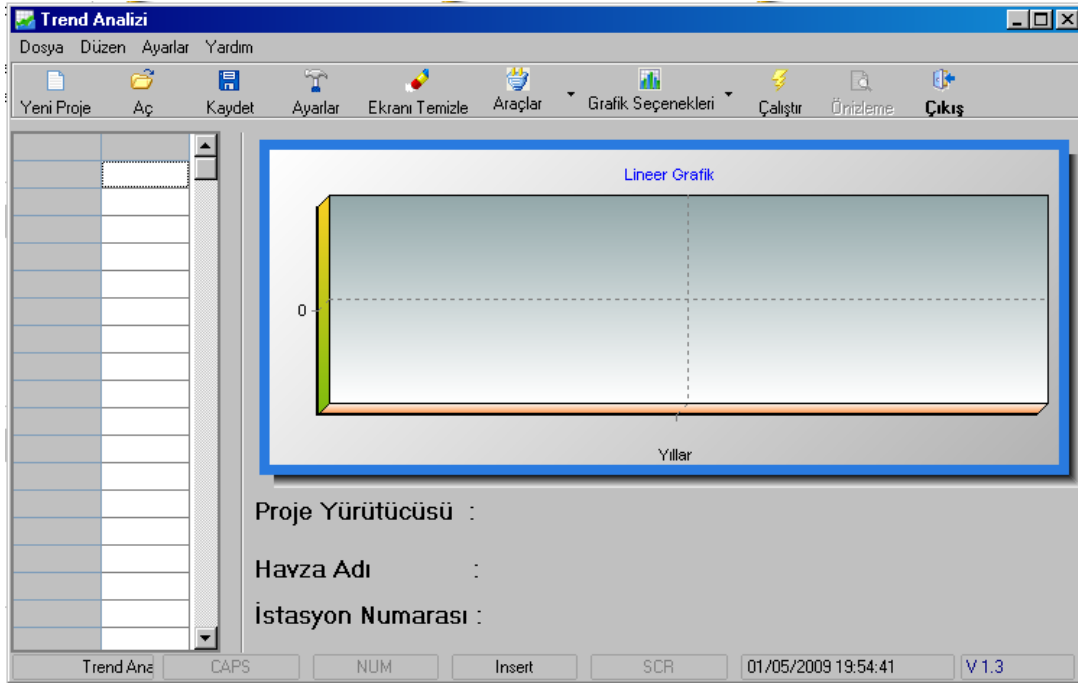 Trend Analizi
Dosya Düzen Ayarlar Yardım
Yeni Proje Aç Kaydet Ayarlar Ekranı Temizle Araçlar Grafik Seçenekleri Çalıştır Önizleme Çıkış
Lineer Grafik
0
Yıllar
Proje Yürütücüsü :
Havza Adı :
İstasyon Numarası :
Trend Ana CAPS NUM Insert SCR 01/05/2009 19:54:41 V 1.3